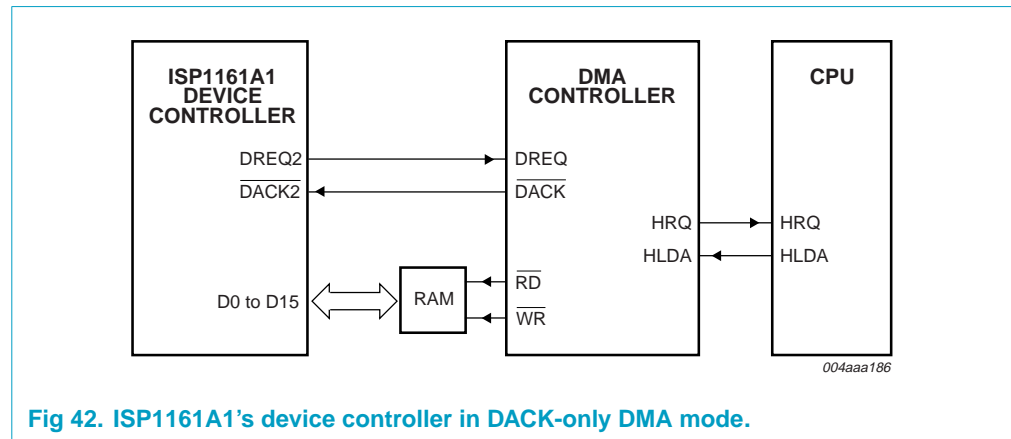 ISP1161A1
DEVICE
CONTROLLER
DREQ2
DACK2
D0 to D15
RAM
DMA
CONTROLLER
DREQ
DACK
HRQ
HLDA
RD
WR
CPU
HRQ
HLDA
004aaa186
Fig 42. ISP1161A1’s device controller in DACK-only DMA mode.